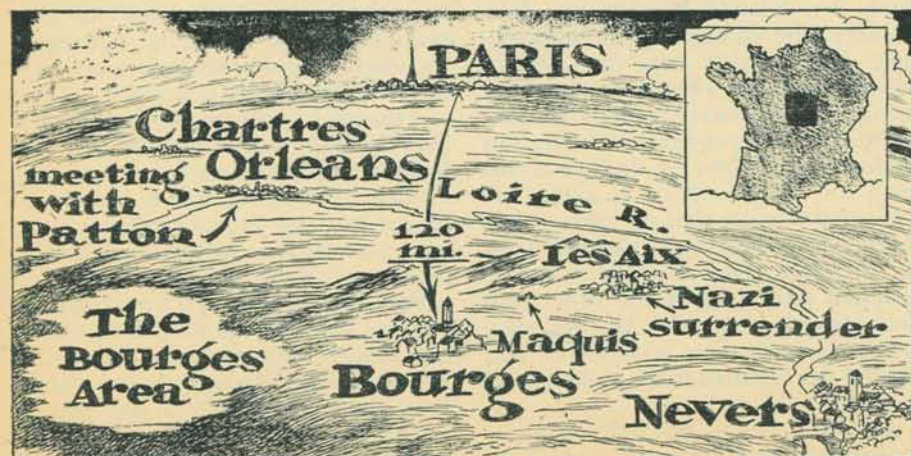 PARIS
Chartres
Orleans
meeting
with
Patton
Loire R.
120
mi.
Les Aix
Nazi
surrender
Maquis
The
Bourges
Area
Bourges
Nevers